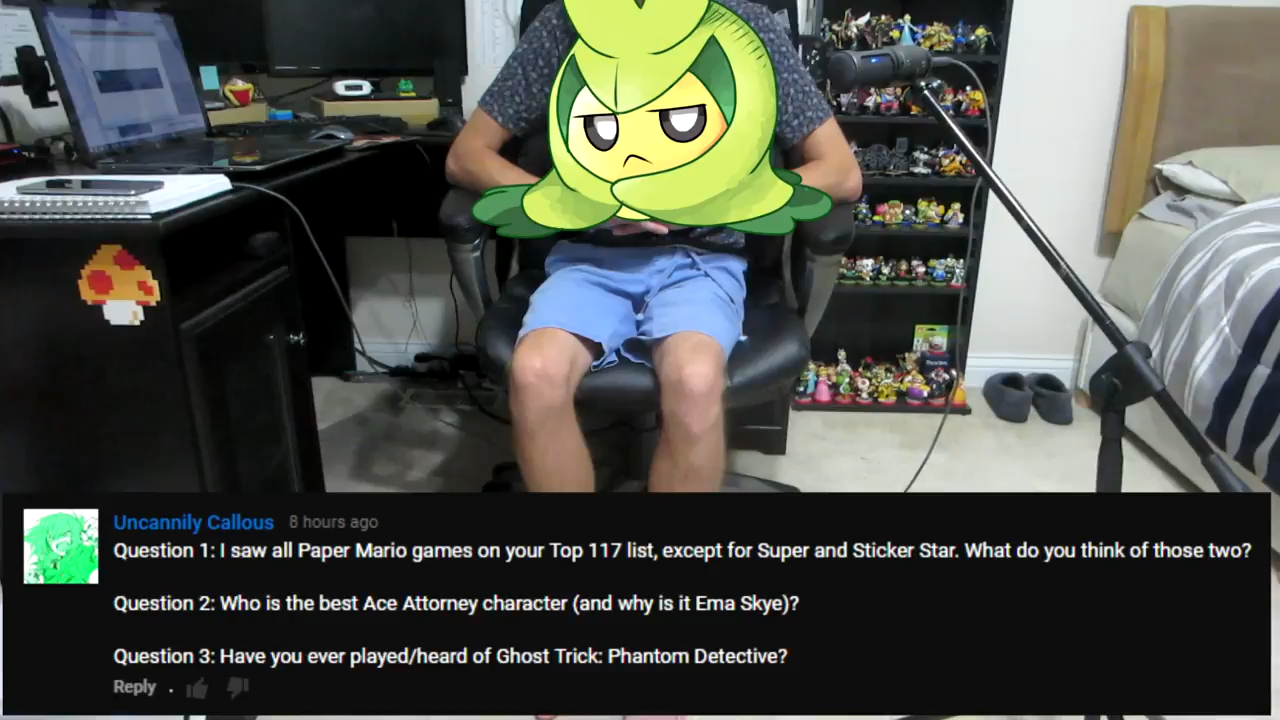 Uncannily Callous 8 hours ago
Question 1: I saw all Paper Mario games on your Top 117 list, except for Super and Sticker Star. What do you think of those two?
Question 2: Who is the best Ace Attorney character (and why is it Ema Skye)?
Question 3: Have you ever played/heard of Ghost Trick: Phantom Detective?
Reply .